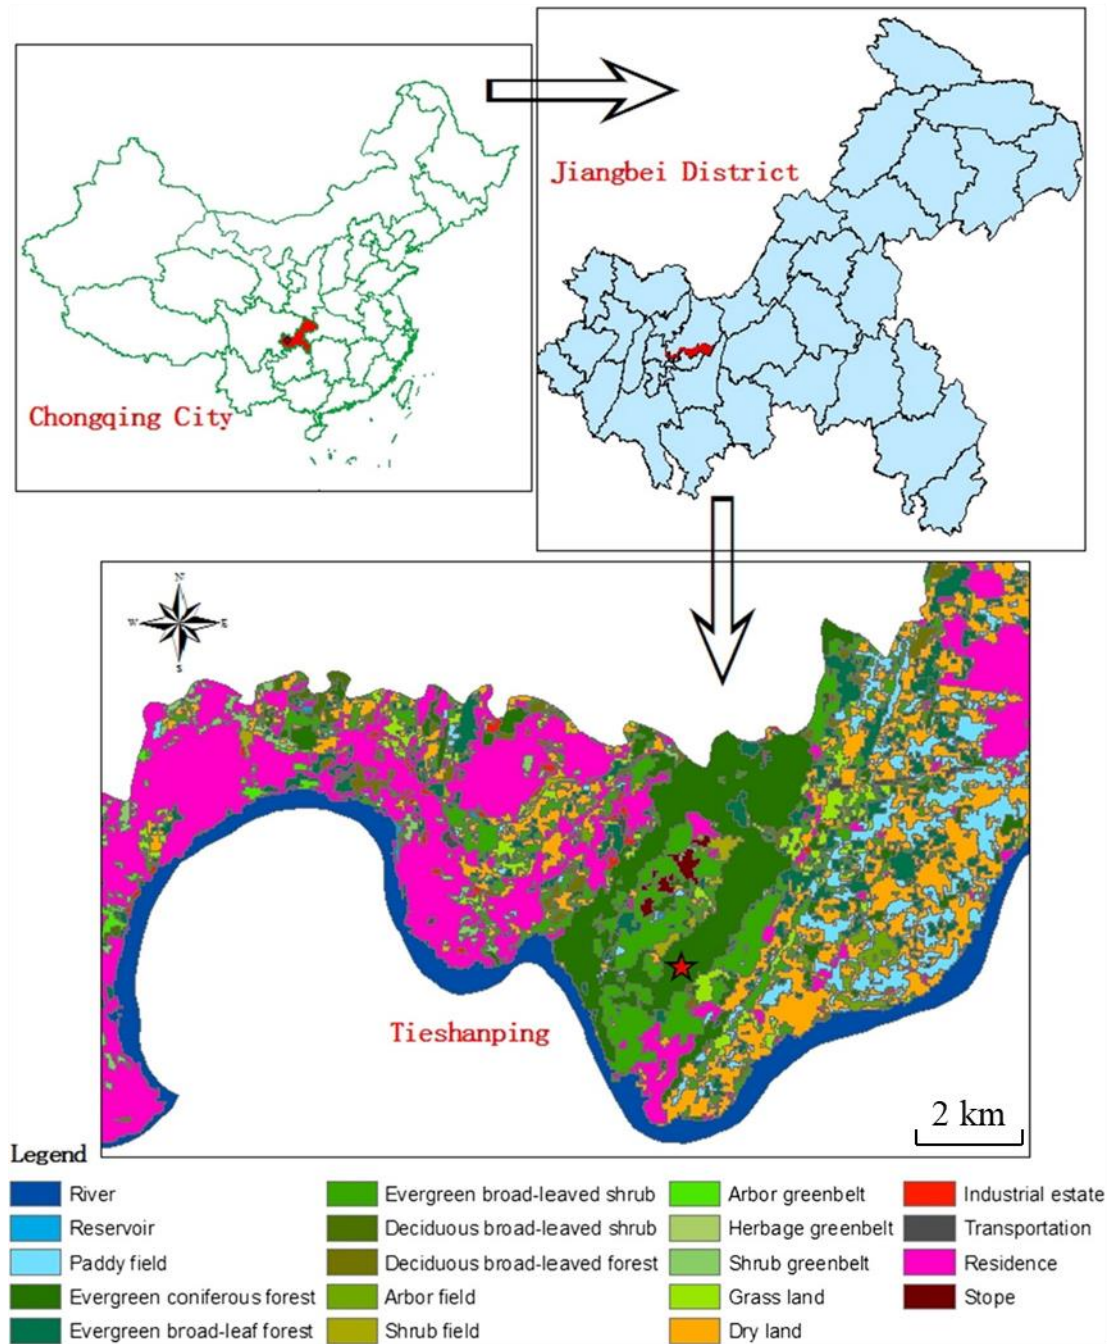 Jiangbei District
Chongqing City
N
W
E
S
Tieshanping
2 km
Legend
River
Reservoir
Paddy field
Evergreen coniferous forest
Evergreen broad-leaf forest
Evergreen broad-leaved shrub
Deciduous broad-leaved shrub
Deciduous broad-leaved forest
Arbor field
Shrub field
Arbor greenbelt
Herbage greenbelt
Shrub greenbelt
Grass land
Dry land
Industrial estate
Transportation
Residence
Stope